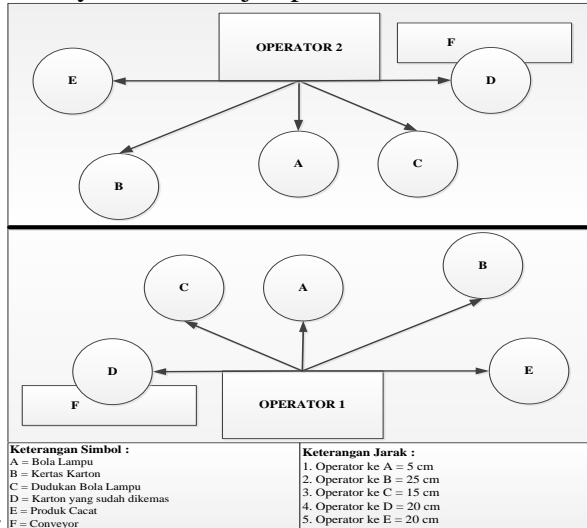 OPERATOR 2
F
E
D
A
C
B
B
C
A
D
E
F
OPERATOR 1
Keterangan Simbol :
A = Bola Lampu
B = Kertas Karton
C = Dudukan Bola Lampu
D = Karton yang sudah dikemas
E = Produk Cacat
F = Conveyor
Keterangan Jarak :
1. Operator ke A = 5 cm
2. Operator ke B = 25 cm
3. Operator ke C = 15 cm
4. Operator ke D = 20 cm
5. Operator ke E = 20 cm